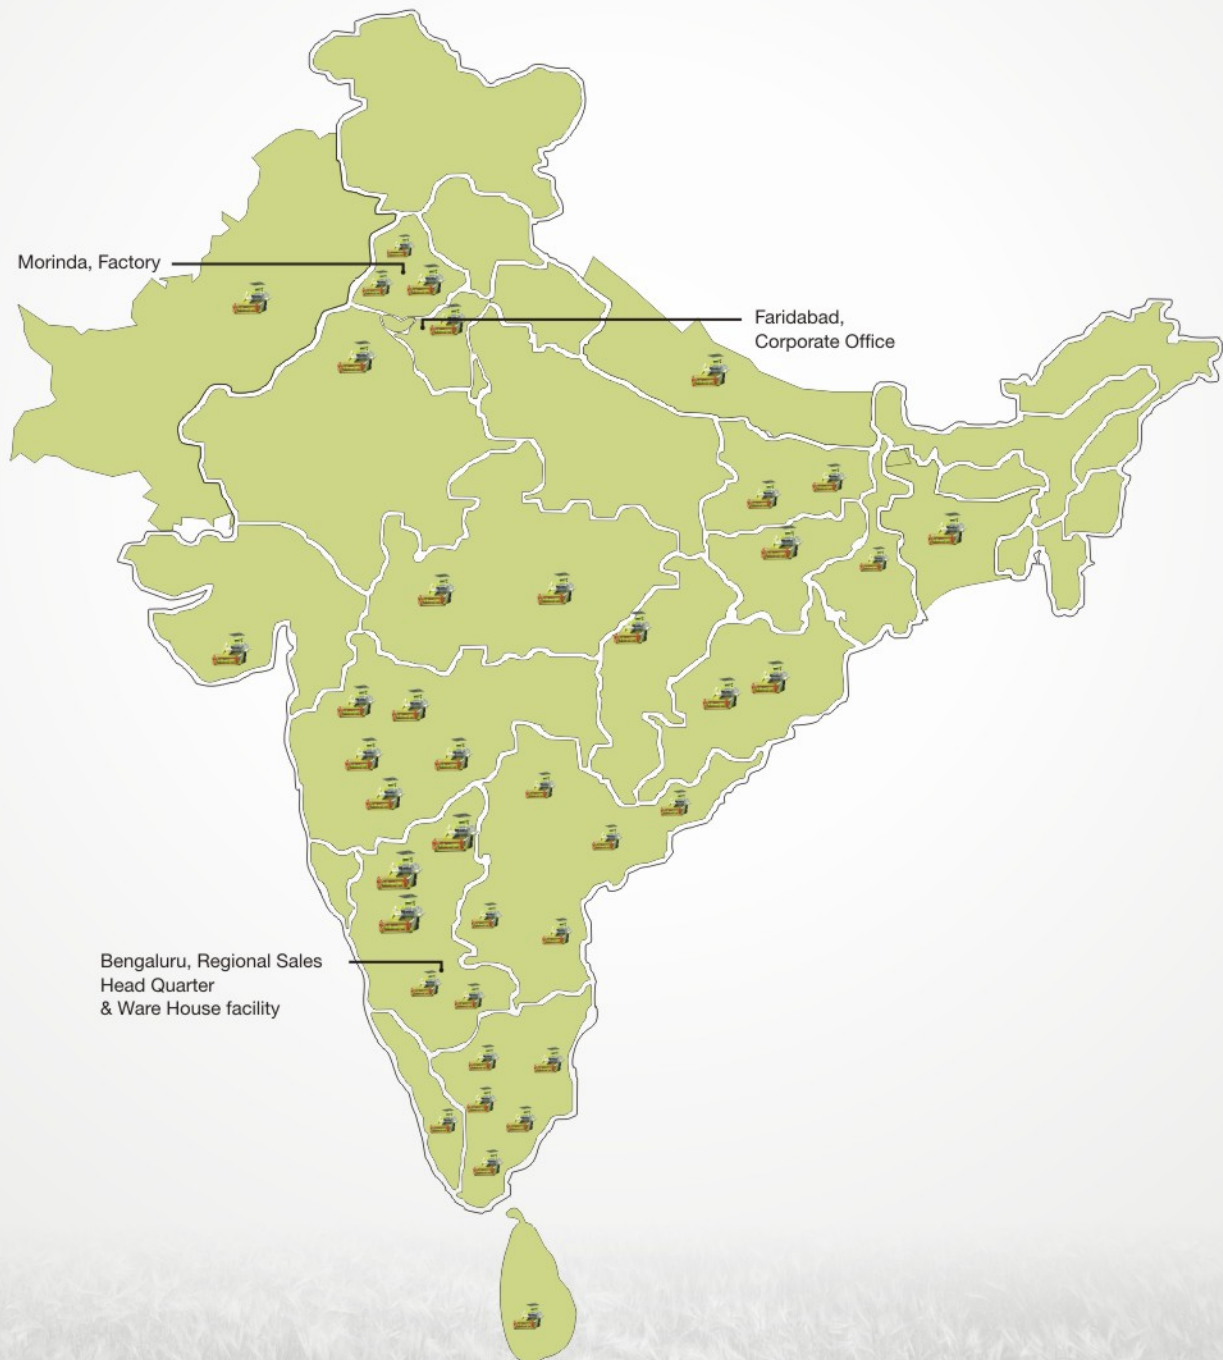 Morinda, Factory
Faridabad,
Corporate Office
Bengaluru, Regional Sales
Head Quarter
& Ware House facility